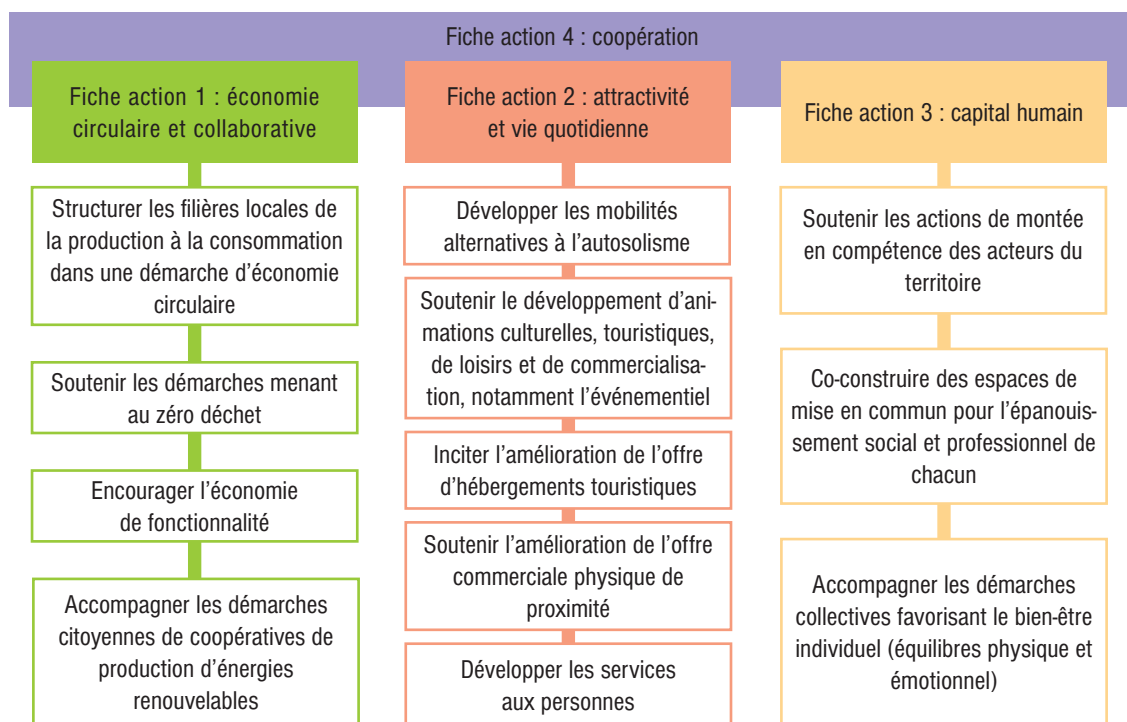 Fiche action 4 : coopération
Fiche action 1 : économie
circulaire et collaborative
Structurer les filières locales de
la production à la consommation
dans une démarche d'économie
circulaire
Soutenir les démarches menant
au zéro déchet
Encourager l'économie
de fonctionnalité
Accompagner les démarches
citoyennes de coopératives de
production d'énergies
renouvelables
Fiche action 2 : attractivité
et vie quotidienne
Développer les mobilités
alternatives à l'autosolisme
Soutenir le développement d'ani-
mations culturelles, touristiques,
de loisirs et de commercialisa-
tion, notamment l'événementiel
Inciter l'amélioration de l'offre
d'hébergements touristiques
Soutenir l'amélioration de l'offre
commerciale physique de
proximité
Développer les services
aux personnes
Fiche action 3 : capital humain
Soutenir les actions de montée
en compétence des acteurs du
territoire
Co-construire des espaces de
mise en commun pour l'épanouis-
sement social et professionnel de
chacun
Accompagner les démarches
collectives favorisant le bien-être
individuel (équilibres physique et
émotionnel)